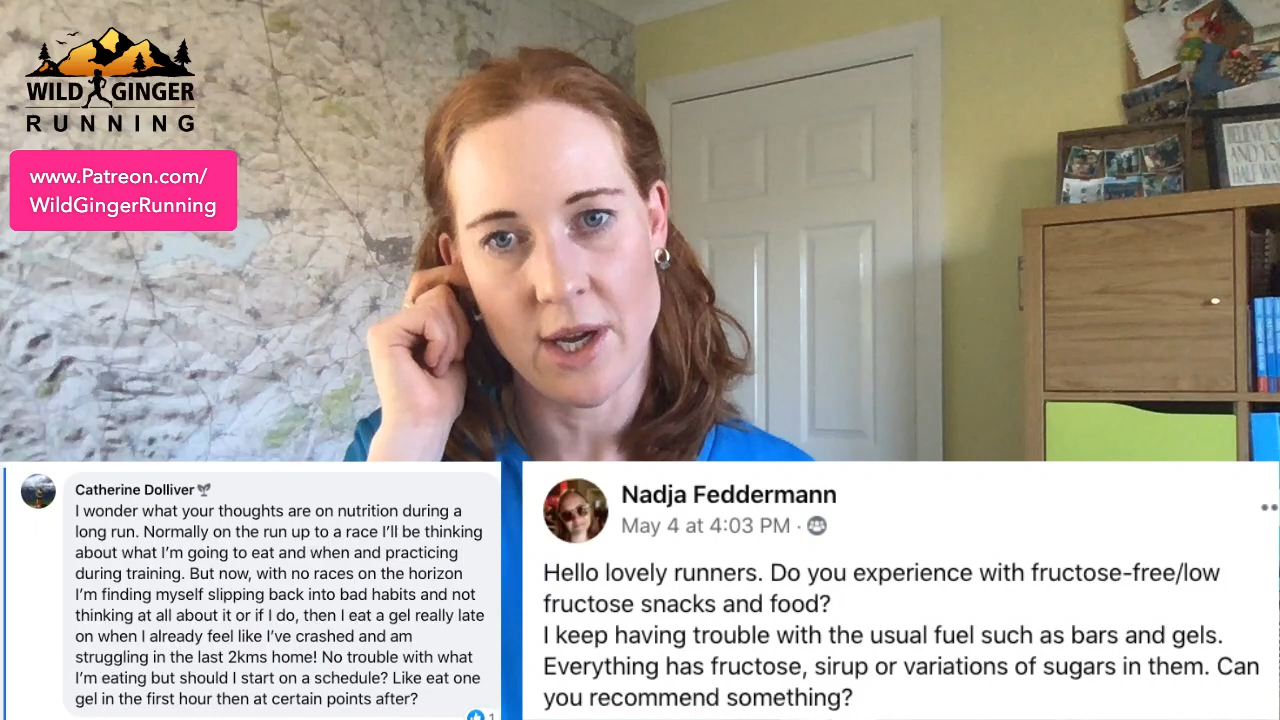 WILD GINGER
RUNNING
www.Patreon.com/
WildGingerRunning
BELIEVE
AND YO
HALF W
Catherine Dolliver
I wonder what your thoughts are on nutrition during a
long run. Normally on the run up to a race I'll be thinking
about what I'm going to eat and when and practicing
during training. But now, with no races on the horizon
I'm finding myself slipping back into bad habits and not
thinking at all about it or if I do, then I eat a gel really late
on when I already feel like I've crashed and am
struggling in the last 2kms home! No trouble with what
I'm eating but should I start on a schedule? Like eat one
gel in the first hour then at certain points after?
1
Nadja Feddermann
May 4 at 4:03 PM ·
Hello lovely runners. Do you experience with fructose-free/low
fructose snacks and food?
I keep having trouble with the usual fuel such as bars and gels.
Everything has fructose, sirup or variations of sugars in them. Can
you recommend something?